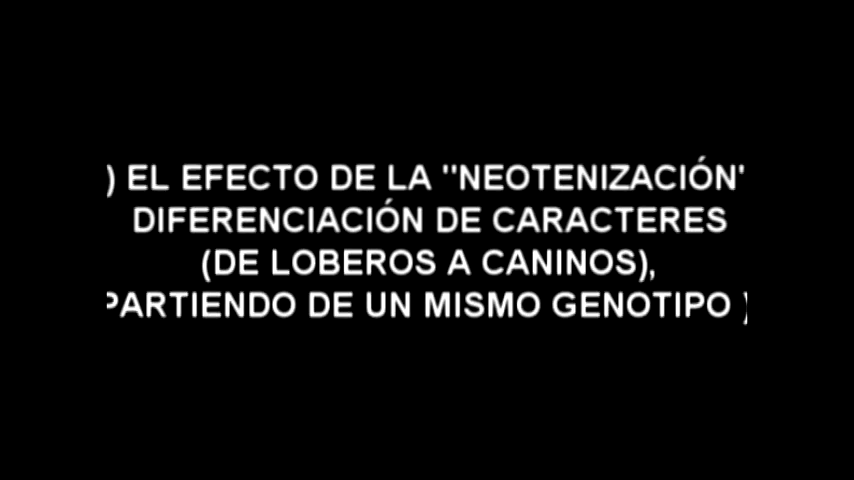 ) EL EFECTO DE LA "NEOTENIZACIÓN"
DIFERENCIACIÓN DE CARACTERES
(DE LOBEROS A CANINOS),
PARTIENDO DE UN MISMO GENOTIPO )